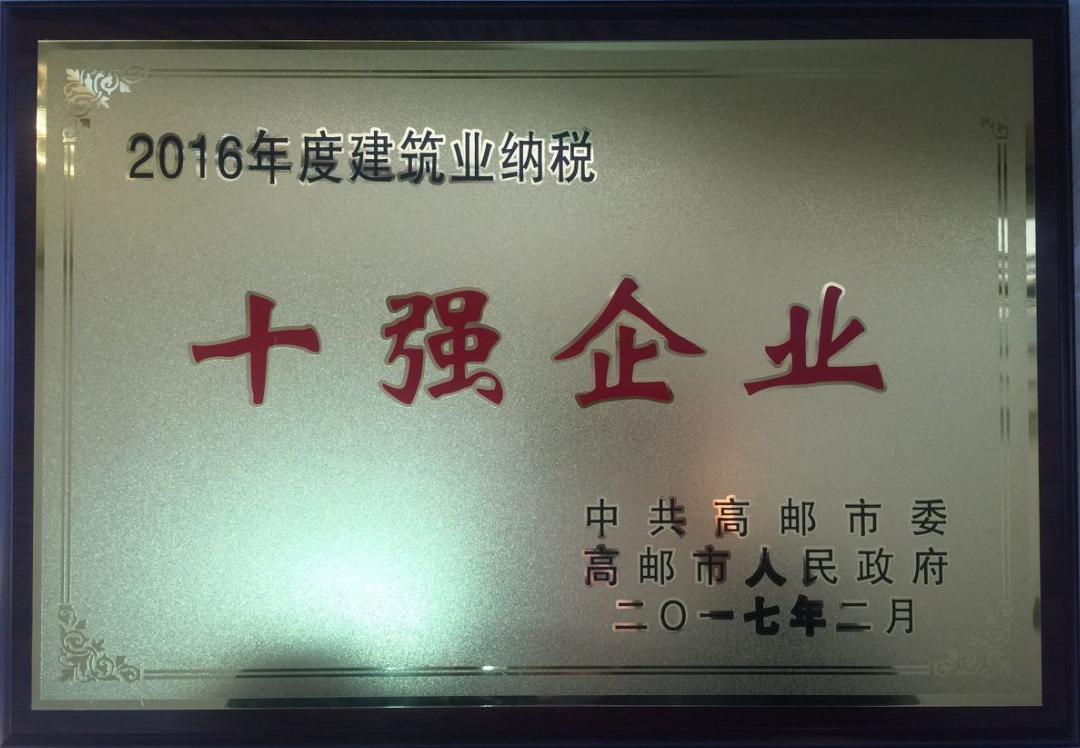 2016年度建筑业纳税
十强企业
中共高邮市委
高邮市人民政府
二〇一七年二月